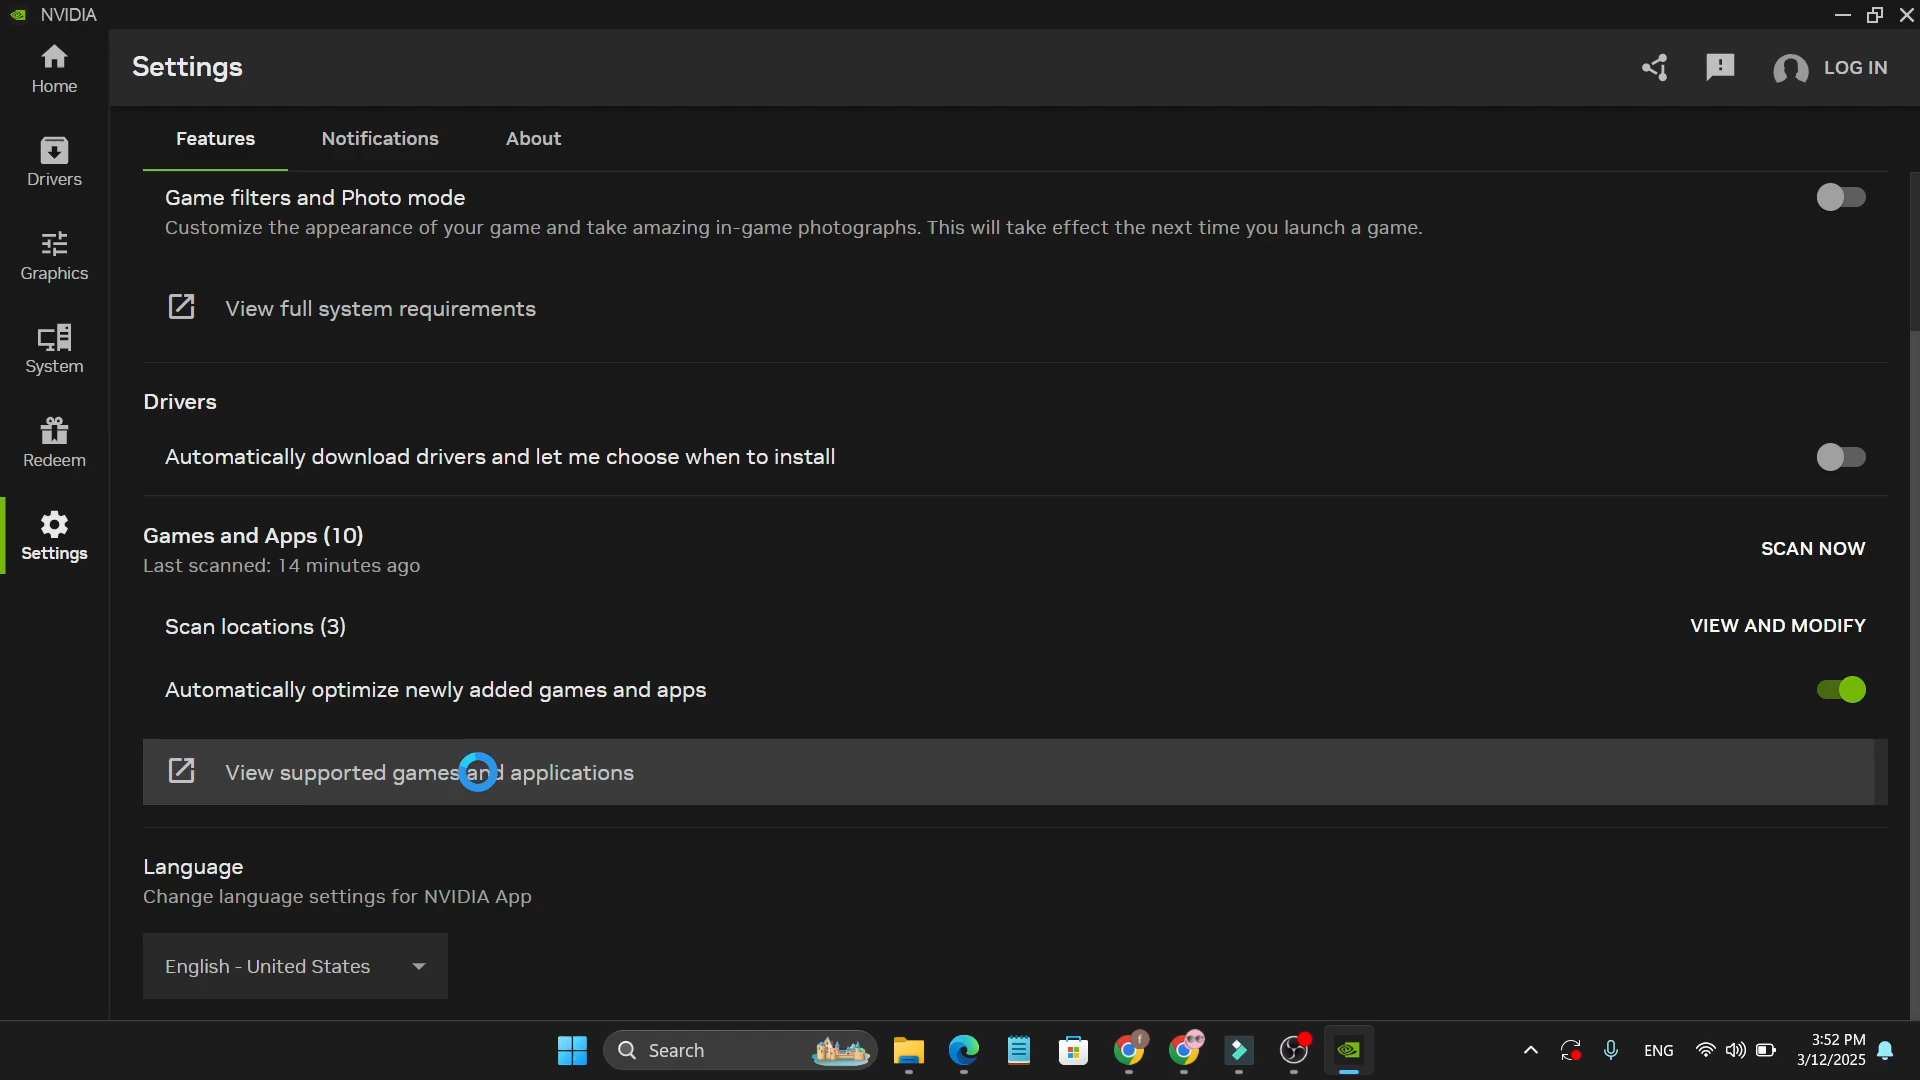 NVIDIA
Home
Drivers
Graphics
System
Redeem
Settings
Settings
LOG IN
Features
Notifications
About
Game filters and Photo mode
Customize the appearance of your game and take amazing in-game photographs. This will take effect the next time you launch a game.
View full system requirements
Drivers
Automatically download drivers and let me choose when to install
Games and Apps (10)
Last scanned: 14 minutes ago
SCAN NOW
Scan locations (3)
VIEW AND MODIFY
Automatically optimize newly added games and apps
View supported games and applications
Language
Change language settings for NVIDIA App
English - United States
Search
ENG
3:52 PM
3/12/2025